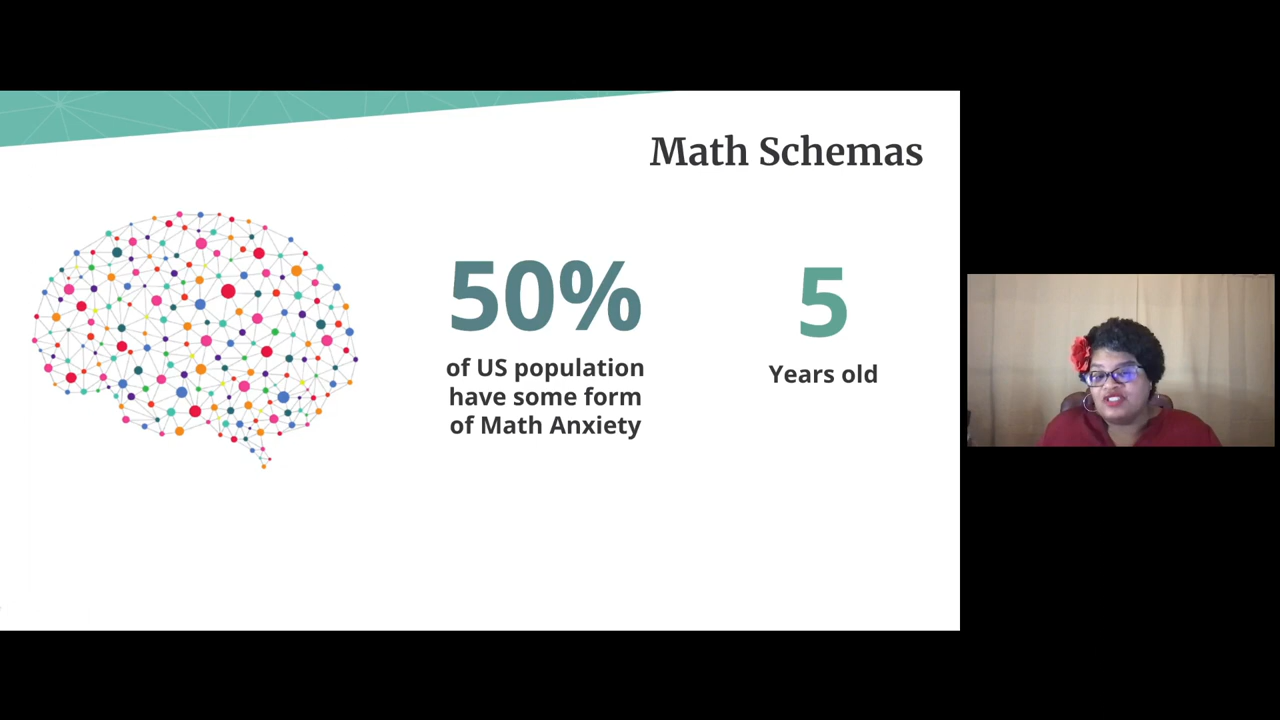 Math Schemas
50%
of US population
have some form
of Math Anxiety
5
Years old